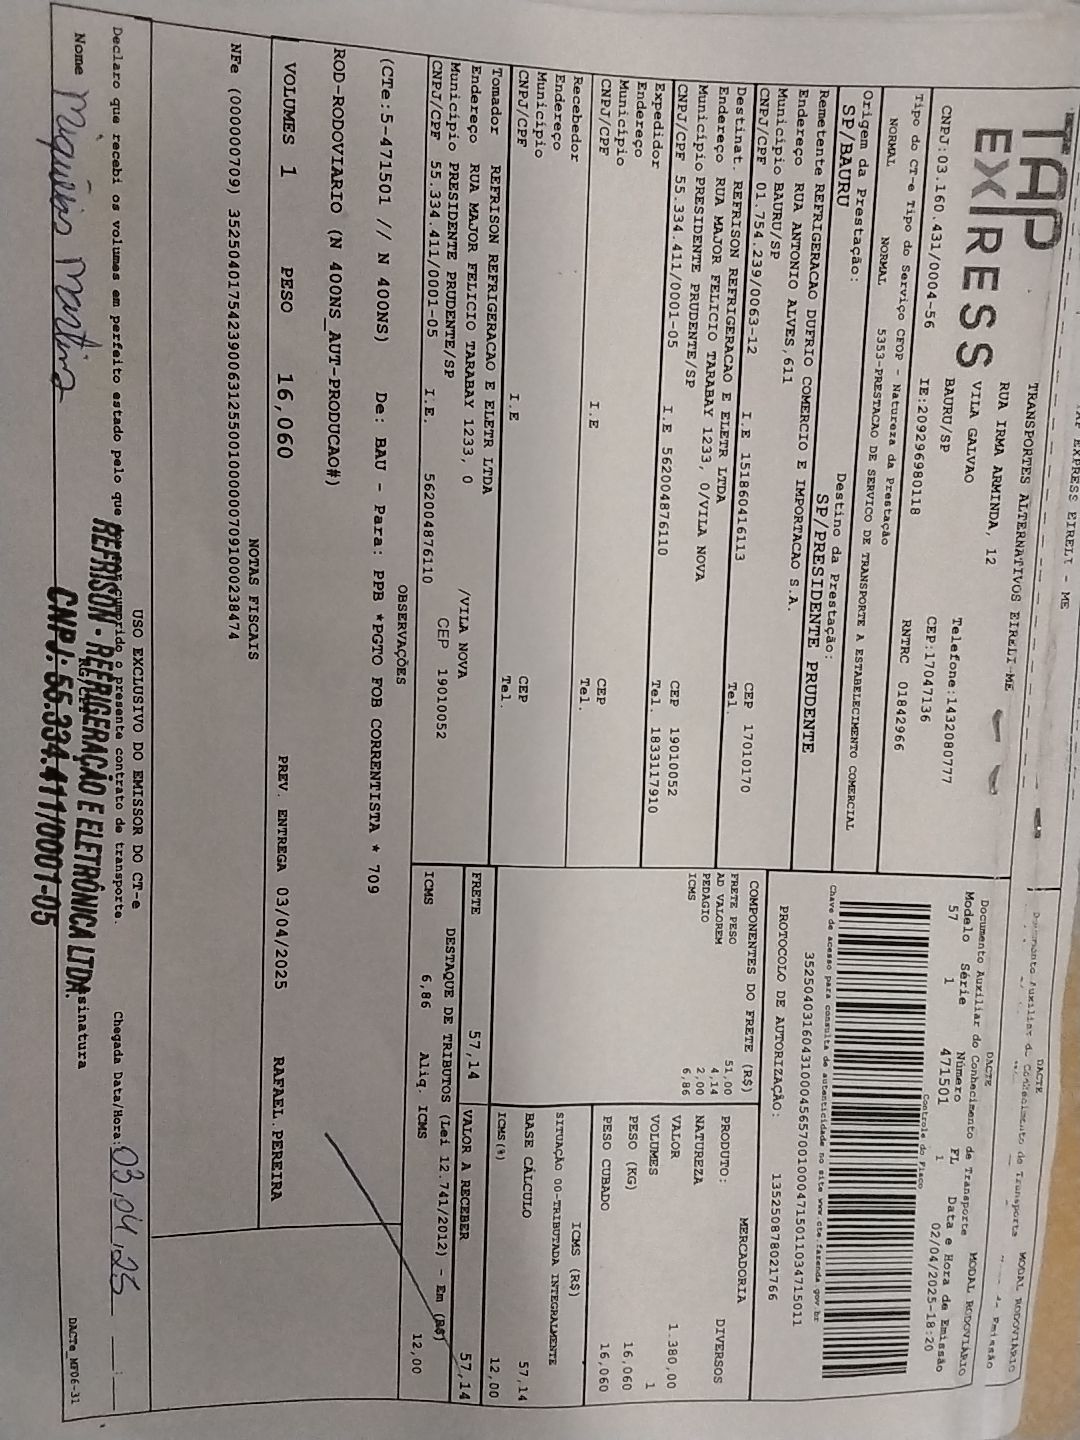 TAP EXPRESS EIRELI - ME
TAP
EXPRESS
TRANSPORTES ALTERNATIVOS EIRELI-ME
RUA IRMA ARMINDA, 12
VILA GALVAO
Telefone:1432080777
BAURU/SP
CEP:17047136
CNPJ:03.160.431/0004-56
IE:209296980118
RNTRC 01842966
Tipo do CT-e Tipo do Serviço CFOP - Natureza da Prestação
NORMAL NORMAL 5353-PRESTACAO DE SERVICO DE TRANSPORTE A ESTABELECIMENTO COMERCIAL
Origem da Prestação: Destino da Prestação:
SP/BAURU SP/PRESIDENTE PRUDENTE
Remetente REFRIGERACAO DUFRIO COMERCIO E IMPORTACAO S.A.
Endereço RUA ANTONIO ALVES,611
Município BAURU/SP CEP 17010170
CNPJ/CPF 01.754.239/0063-12 I.E 151860416113 Tel.
Destinat. REFRISON REFRIGERACAO E ELETR LTDA
Endereço RUA MAJOR FELICIO TARABAY 1233, 0/VILA NOVA
Município PRESIDENTE PRUDENTE/SP CEP 19010052
CNPJ/CPF 55.334.411/0001-05 I.E 562004876110 Tel. 1833117910
Expedidor
Endereço
Município CEP
CNPJ/CPF I.E Tel.
Recebedor
Endereço
Município CEP
CNPJ/CPF I.E Tel.
Tomador REFRISON REFRIGERACAO E ELETR LTDA
Endereço RUA MAJOR FELICIO TARABAY 1233, 0 /VILA NOVA
Município PRESIDENTE PRUDENTE/SP CEP 19010052
CNPJ/CPF 55.334.411/0001-05 I.E. 562004876110
DACTE MODAL RODOVIÁRIO
Documento Auxiliar do Conhecimento de Transporte
DACTE MODAL RODOVIÁRIO
Documento Auxiliar do Conhecimento de Transporte
Modelo Série Número FL Data e Hora de Emissão
57 1 471501 1 02/04/2025-18:20
Controle do Fisco
Chave de acesso para consulta de autenticidade no site www.cte.fazenda.gov.br
35250403160431000456570010004715011034715011
PROTOCOLO DE AUTORIZAÇÃO: 135250878021766
COMPONENTES DO FRETE (R$)
FRETE PESO 51,00
AD VALOREM 4,14
PEDAGIO 2,00
ICMS 6,86
MERCADORIA
PRODUTO: DIVERSOS
NATUREZA
VALOR 1.380,00
VOLUMES 1
PESO (KG) 16,060
PESO CUBADO 16,060
ICMS (R$)
SITUAÇÃO 00-TRIBUTADA INTEGRALMENTE
BASE CÁLCULO 57,14
ICMS(%) 12,00
FRETE 57,14 VALOR A RECEBER 57,14
DESTAQUE DE TRIBUTOS (Lei 12.741/2012) - Em (R$)
ICMS 6,86 Aliq. ICMS 12,00
OBSERVAÇÕES
(CTe:5-471501 // N 400NS) De: BAU - Para: PPB *PGTO FOB CORRENTISTA * 709
ROD-RODOVIARIO (N 400NS_AUT-PRODUCAO#)
VOLUMES 1 PESO 16,060 PREV. ENTREGA 03/04/2025 RAFAEL.PEREIRA
NOTAS FISCAIS
NFe (000000709) 35250401754239006312550010000007091000238474
USO EXCLUSIVO DO EMISSOR DO CT-e
Declaro que recebi os volumes em perfeito estado pelo que cumprido o presente contrato de transporte. Chegada Data/Hora: 03/04/25
REFRISON - REFRIGERAÇÃO E ELETRÔNICA LTDA.
CNPJ: 55.334.411/0001-05
Nome Martins
DACTe_MF06-31